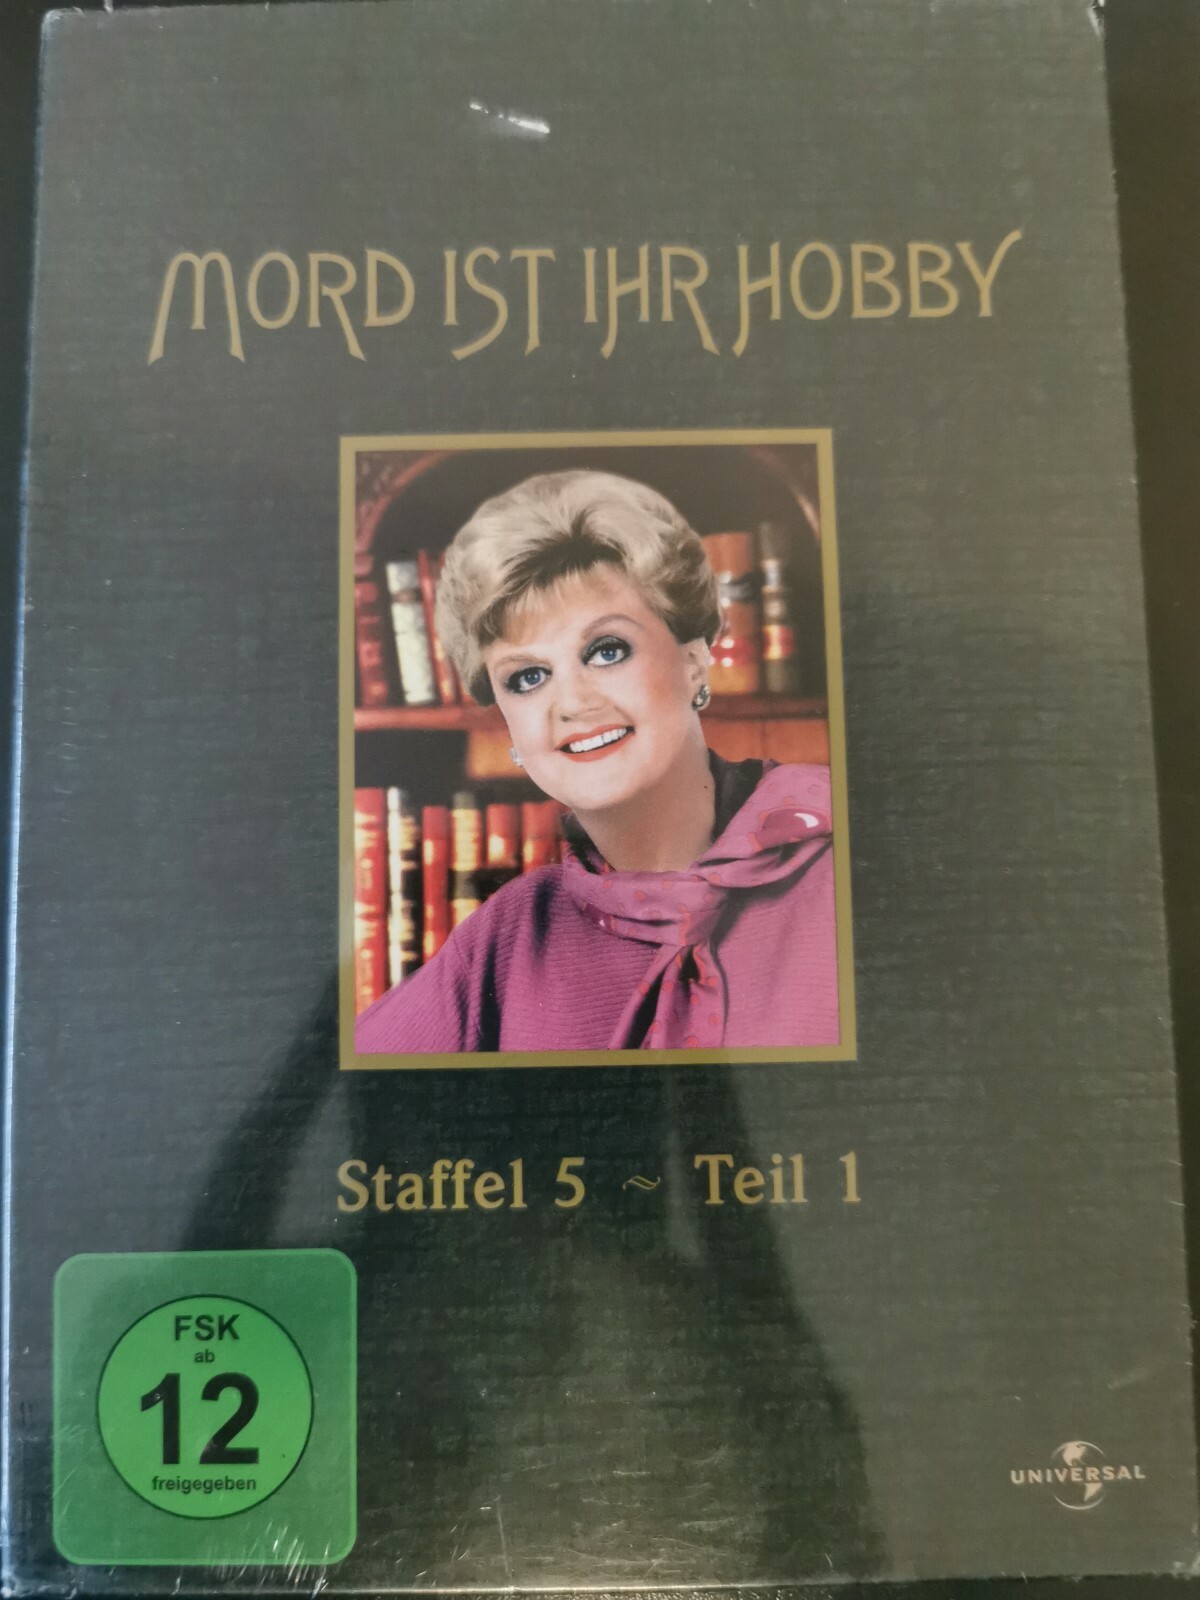 MORD IST IHR HOBBY
Staffel 5 ~ Teil 1
FSK
ab
12
freigegeben
UNIVERSAL